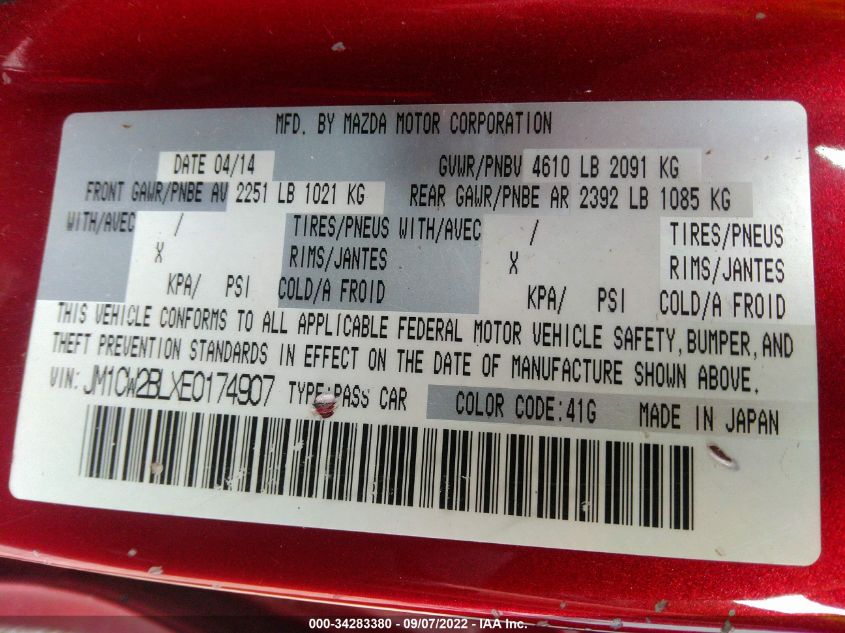 MFD. BY MAZDA MOTOR CORPORATION
DATE 04/14 GVWR/PNBV 4610 LB 2091 KG
FRONT GAWR/PNBE AV 2251 LB 1021 KG REAR GAWR/PNBE AR 2392 LB 1085 KG
WITH/AVEC / TIRES/PNEUS WITH/AVEC / TIRES/PNEUS
X RIMS/JANTES X RIMS/JANTES
KPA/ PSI COLD/A FROID KPA/ PSI COLD/A FROID
THIS VEHICLE CONFORMS TO ALL APPLICABLE FEDERAL MOTOR VEHICLE SAFETY, BUMPER, AND
THEFT PREVENTION STANDARDS IN EFFECT ON THE DATE OF MANUFACTURE SHOWN ABOVE.
VIN: JM1CW2BLXE0174907 TYPE:PASS CAR COLOR CODE:41G MADE IN JAPAN
000-34283380 - 09/07/2022 - IAA Inc.